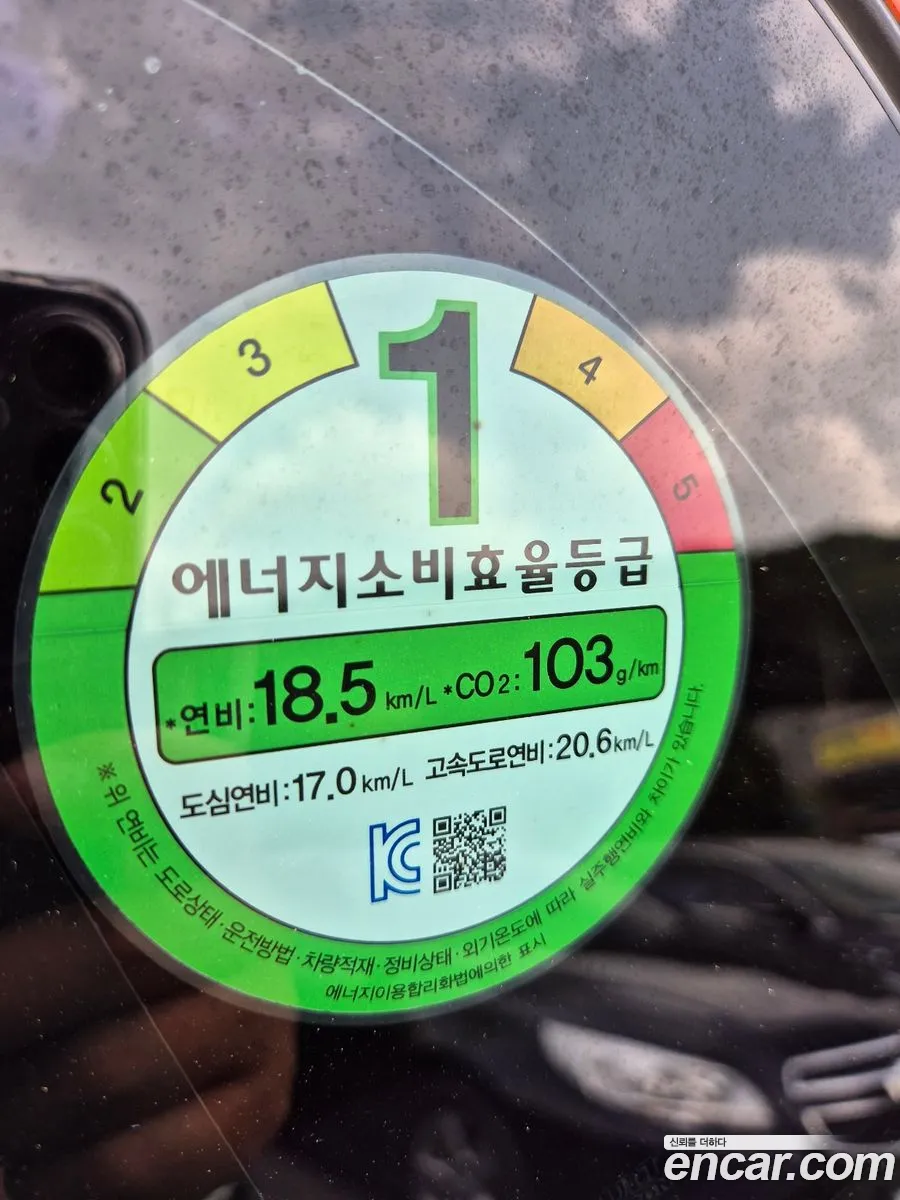 1
2
3
4
5
에너지소비효율등급
*연비:18.5 km/L *CO2:103g/km
도심연비:17.0km/L 고속도로연비:20.6km/L
KC
※위 연비는 도로상태·운전방법·차량적재·정비상태·외기온도에 따라 실주행연비와 차이가 있습니다.
에너지이용합리화법에의한 표시
신뢰를 더하다
encar.com